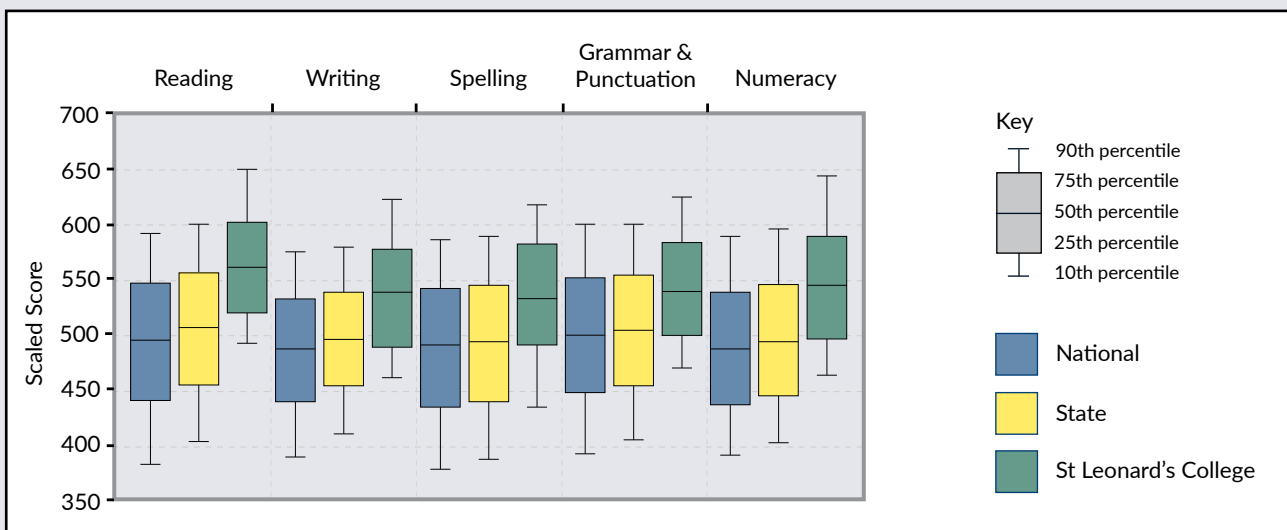 Reading
Writing
Spelling
Grammar &
Punctuation
Numeracy
700
650
600
550
500
450
400
350
Scaled Score
Key
90th percentile
75th percentile
50th percentile
25th percentile
10th percentile
National
State
St Leonard's College